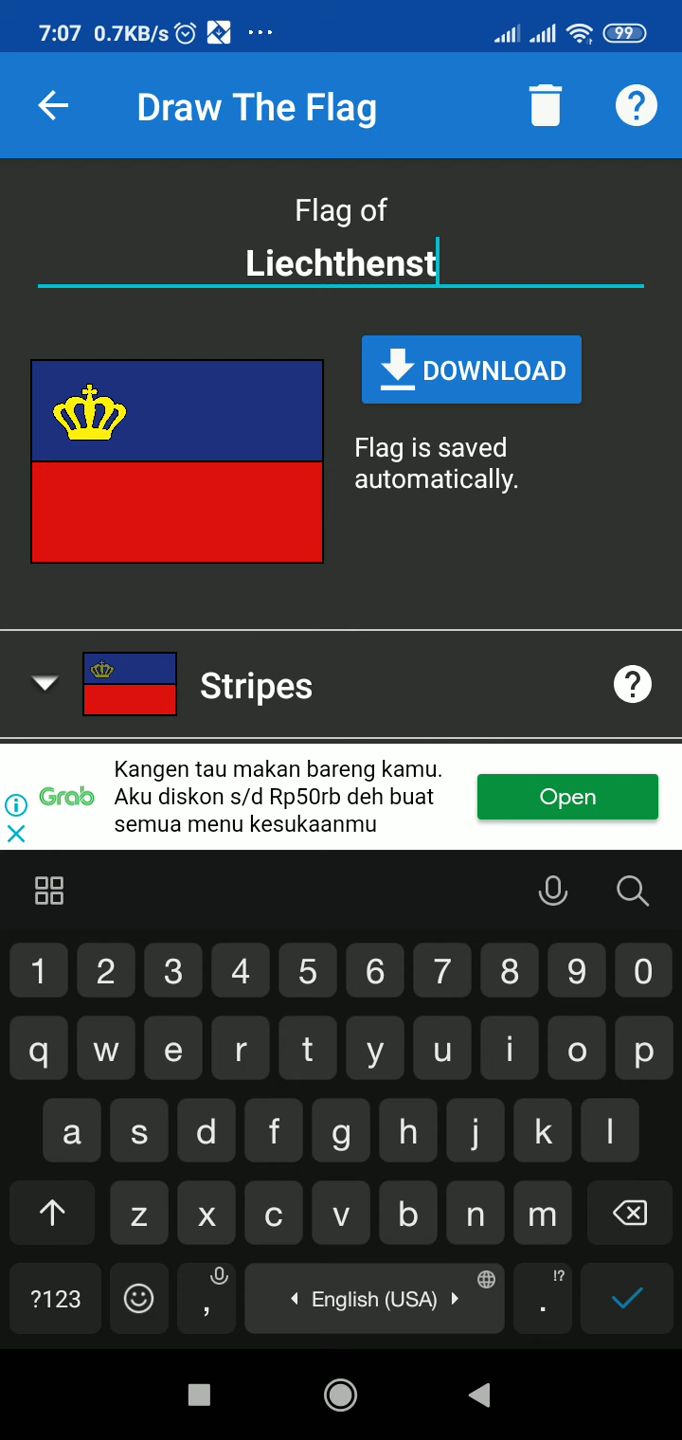 7:07 0.7KB/s ... 99
Draw The Flag ?
Flag of
Liechthenst
DOWNLOAD
Flag is saved
automatically.
Stripes ?
Grab
Kangen tau makan bareng kamu.
Aku diskon s/d Rp50rb deh buat
semua menu kesukaanmu
Open
1 2 3 4 5 6 7 8 9 0
q w e r t y u i o p
a s d f g h j k l
z x c v b n m
?123 , English (USA) . !?